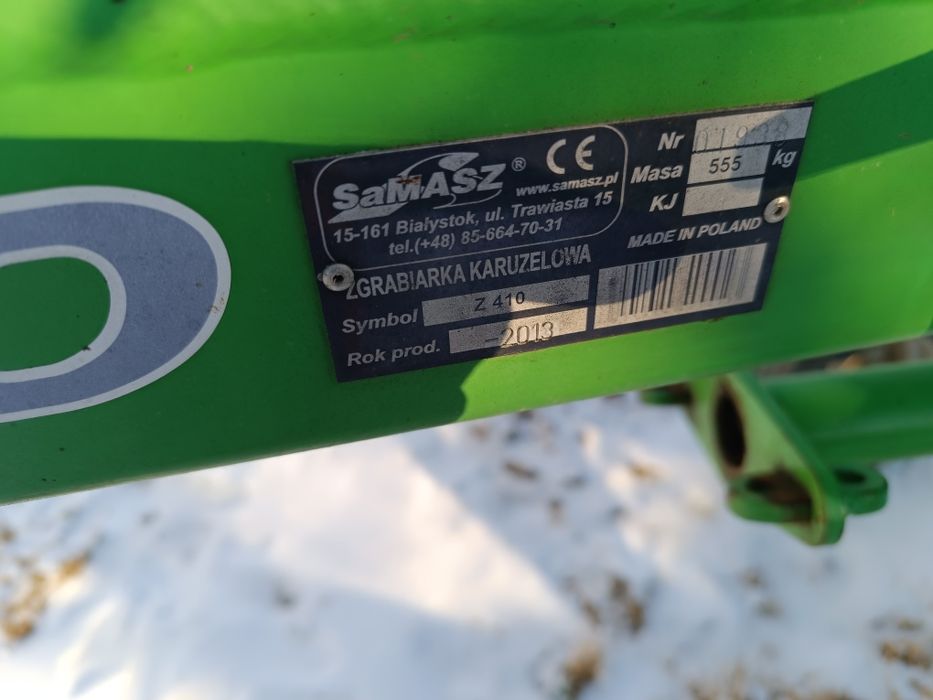 SaMASZ®
CE
www.samasz.pl
15-161 Białystok, ul. Trawiasta 15
tel.(+48) 85-664-70-31
Nr
Masa 555 kg
KJ
MADE IN POLAND
ZGRABIARKA KARUZELOWA
Symbol Z 410
Rok prod. -2013